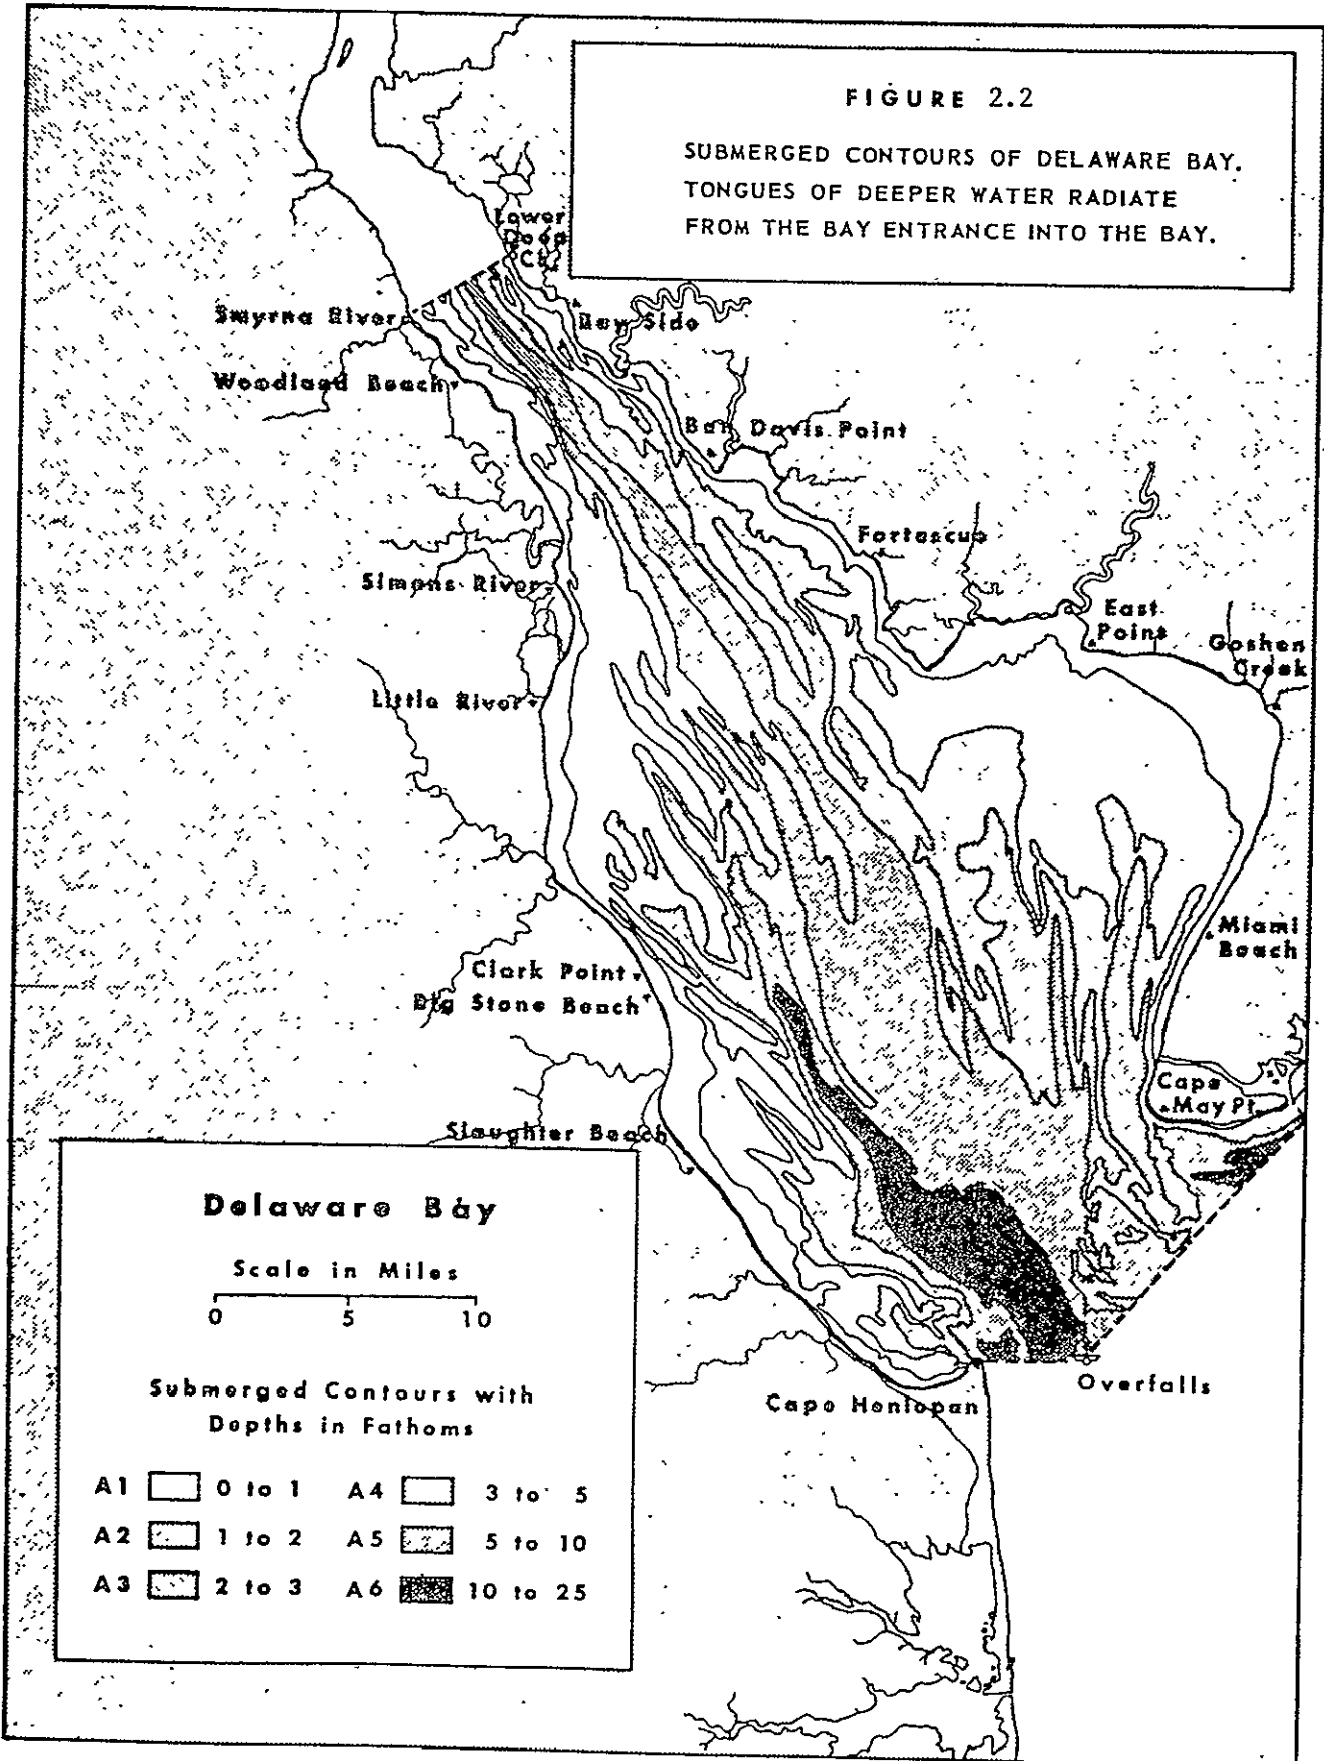 FIGURE 2.2
SUBMERGED CONTOURS OF DELAWARE BAY.
TONGUES OF DEEPER WATER RADIATE
FROM THE BAY ENTRANCE INTO THE BAY.
Lower
Deep
Ck.
Smyrna River
Bay Side
Woodland Beach
Ben Davis Point
Fortescue
Simons River
East
Point
Goshen
Creek
Little River
Miami
Beach
Clark Point
Big Stone Beach
Cape
May Pt.
Slaughter Beach
Delaware Bay
Scale in Miles
0 5 10
Overfalls
Cape Henlopen
Submerged Contours with
Depths in Fathoms
A1 0 to 1 A4 3 to 5
A2 1 to 2 A5 5 to 10
A3 2 to 3 A6 10 to 25